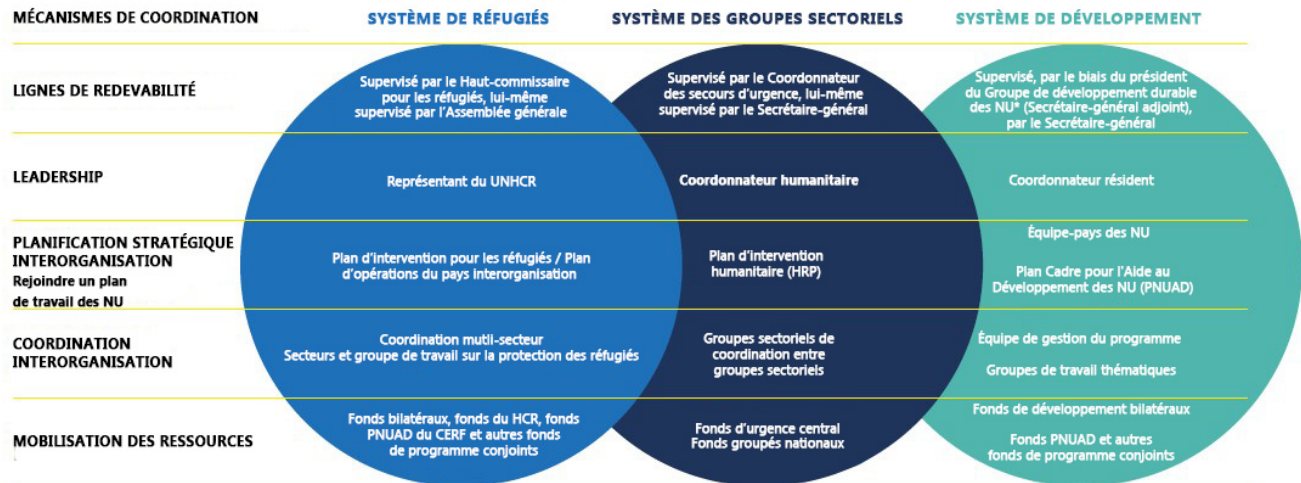 MÉCANISMES DE COORDINATION
SYSTÈME DE RÉFUGIÉS
SYSTÈME DES GROUPES SECTORIELS
SYSTÈME DE DÉVELOPPEMENT
LIGNES DE REDEVABILITÉ
Supervisé par le Haut-commissaire
pour les réfugiés, lui-même
supervisé par l'Assemblée générale
Supervisé par le Coordonnateur
des secours d'urgence, lui-même
supervisé par le Secrétaire-général
Supervisé, par le biais du président
du Groupe de développement durable
des NU* (Secrétaire-général adjoint),
par le Secrétaire-général
LEADERSHIP
Représentant du UNHCR
Coordonnateur humanitaire
Coordonnateur résident
PLANIFICATION STRATÉGIQUE
INTERORGANISATION
Rejoindre un plan
de travail des NU
Plan d'intervention pour les réfugiés / Plan
d'opérations du pays interorganisation
Plan d'intervention
humanitaire (HRP)
Équipe-pays des NU
Plan Cadre pour l'Aide au
Développement des NU (PNUAD)
COORDINATION
INTERORGANISATION
Coordination mutli-secteur
Secteurs et groupe de travail sur la protection des réfugiés
Groupes sectoriels de
coordination entre
groupes sectoriels
Équipe de gestion du programme
Groupes de travail thématiques
MOBILISATION DES RESSOURCES
Fonds bilatéraux, fonds du HCR, fonds
PNUAD du CERF et autres fonds
de programme conjoints
Fonds d'urgence central
Fonds groupés nationaux
Fonds de développement bilatéraux
Fonds PNUAD et autres
fonds de programme conjoints